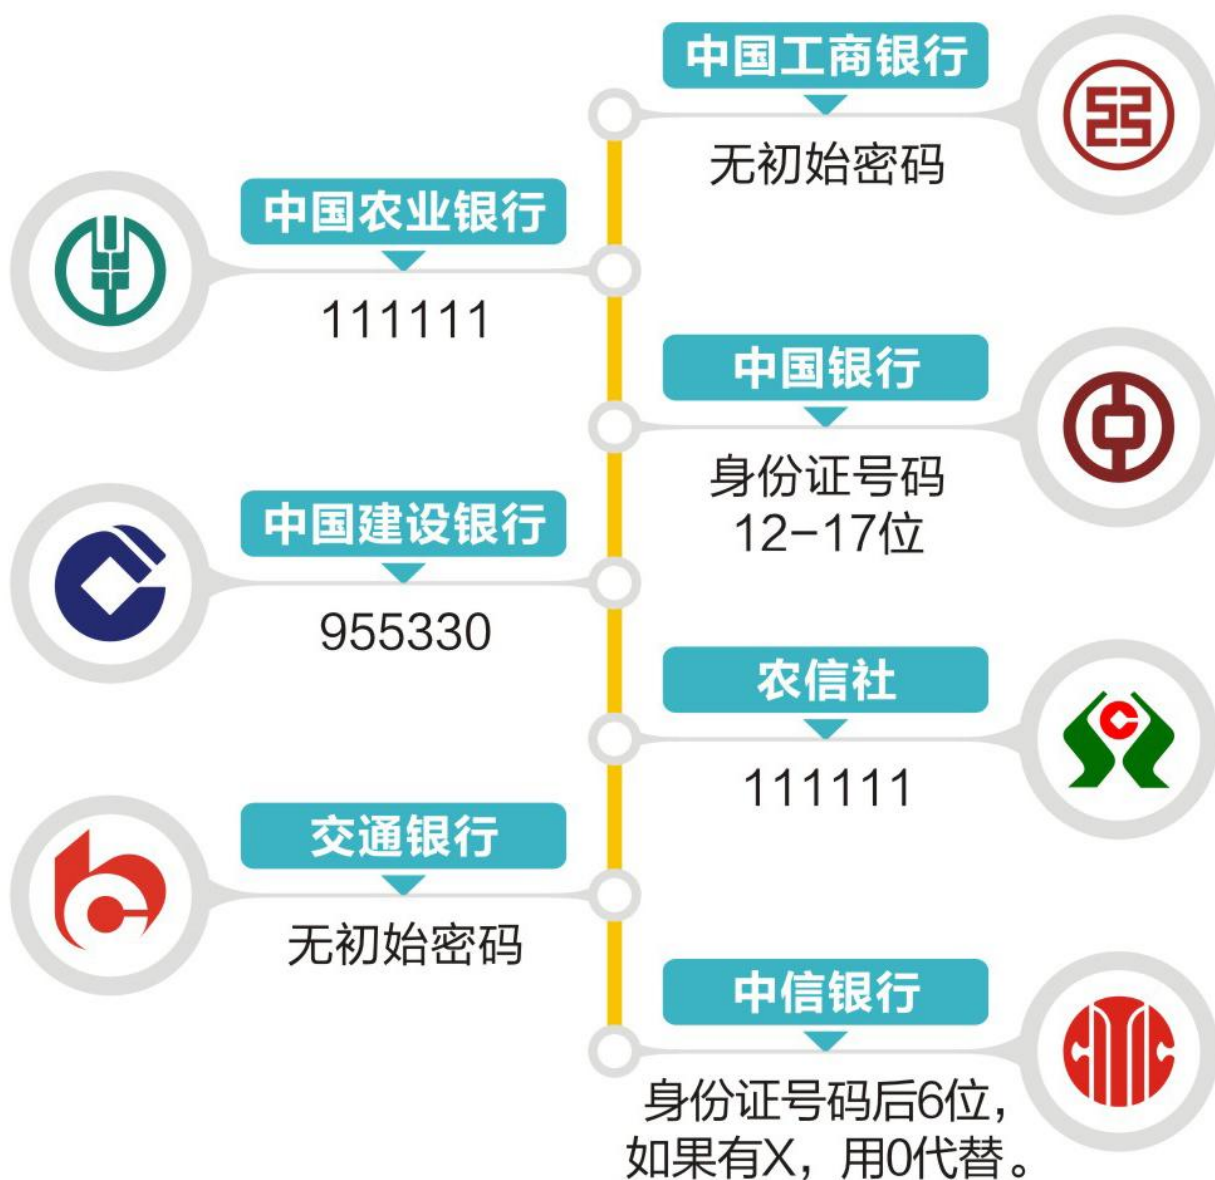 中国工商银行
无初始密码
中国农业银行
111111
中国银行
身份证号码
12-17位
中国建设银行
955330
农信社
111111
交通银行
无初始密码
中信银行
身份证号码后6位，
如果有X，用0代替。